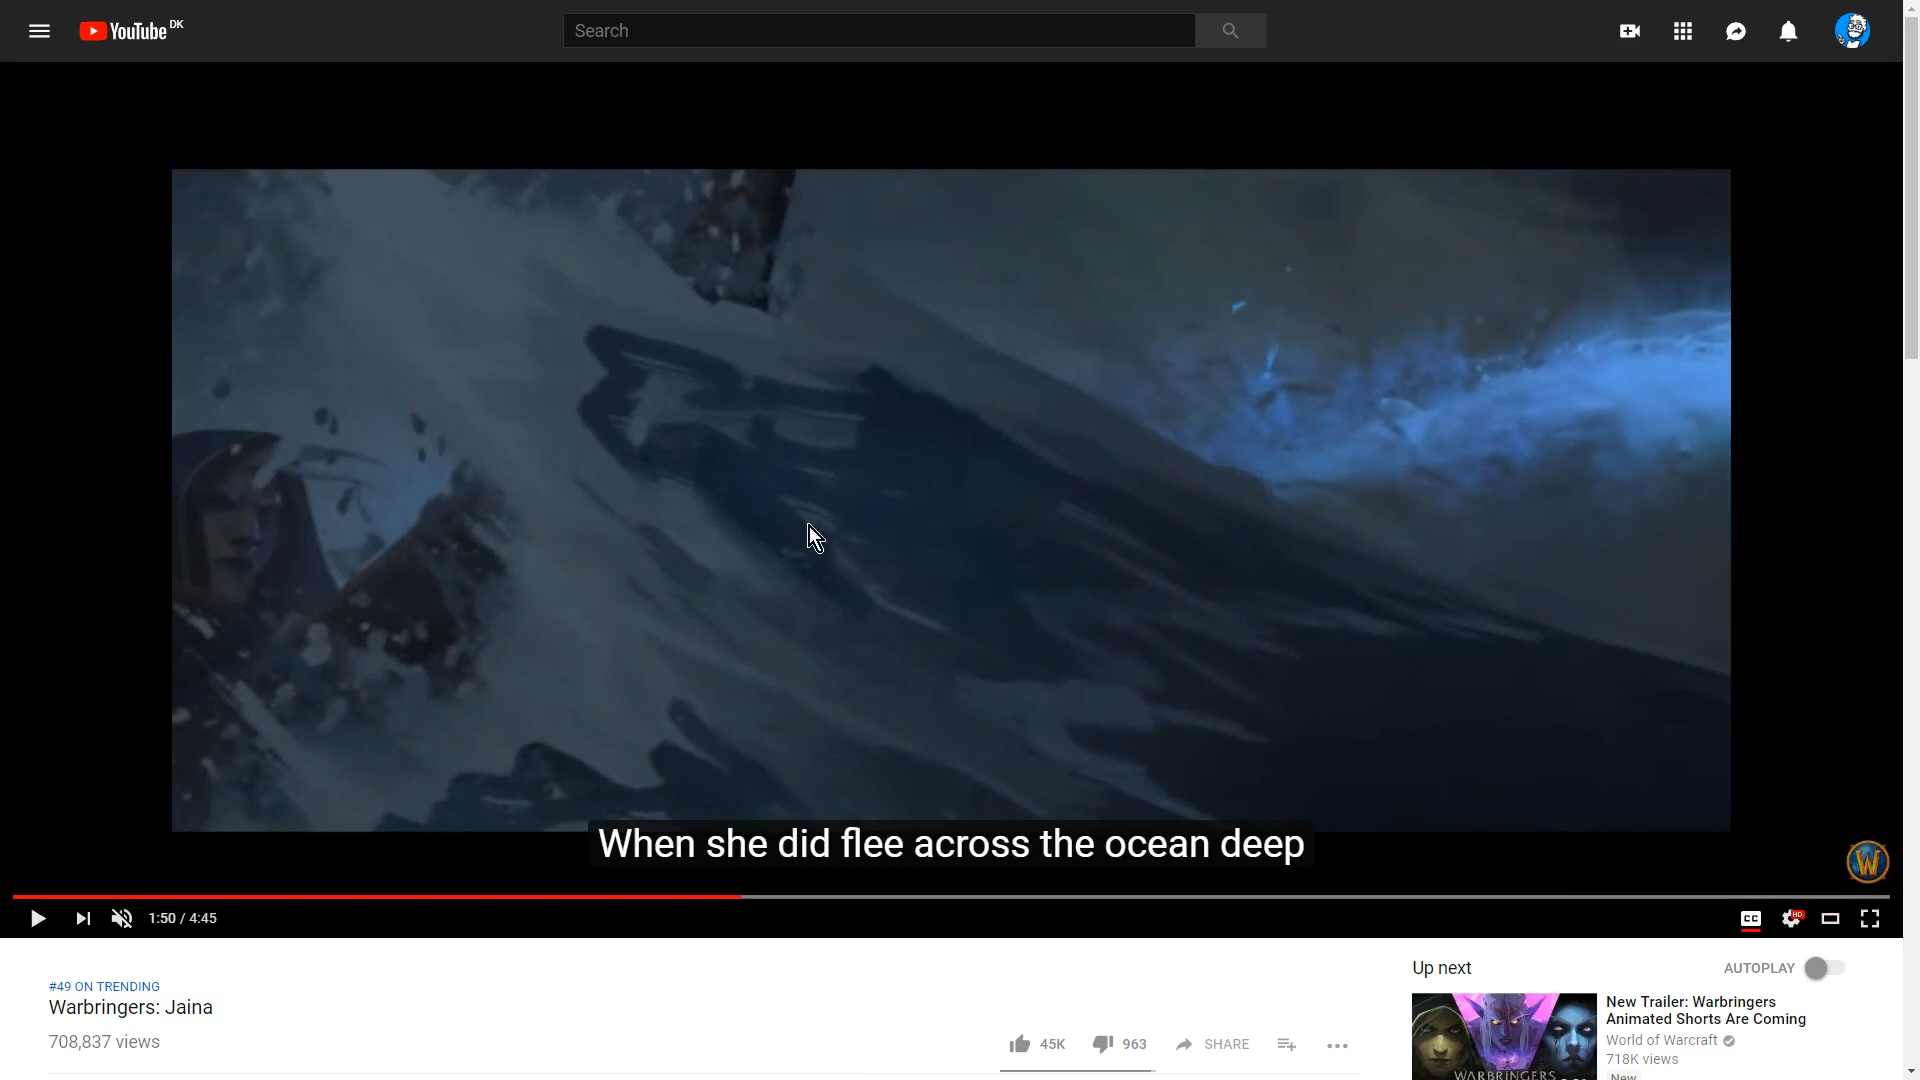 YouTube DK
Search
When she did flee across the ocean deep
W
1:50 / 4:45
CC
HD
#49 ON TRENDING
Warbringers: Jaina
708,837 views
45K
963
SHARE
Up next
AUTOPLAY
WARBRINGERS
New Trailer: Warbringers
Animated Shorts Are Coming
World of Warcraft
718K views
New